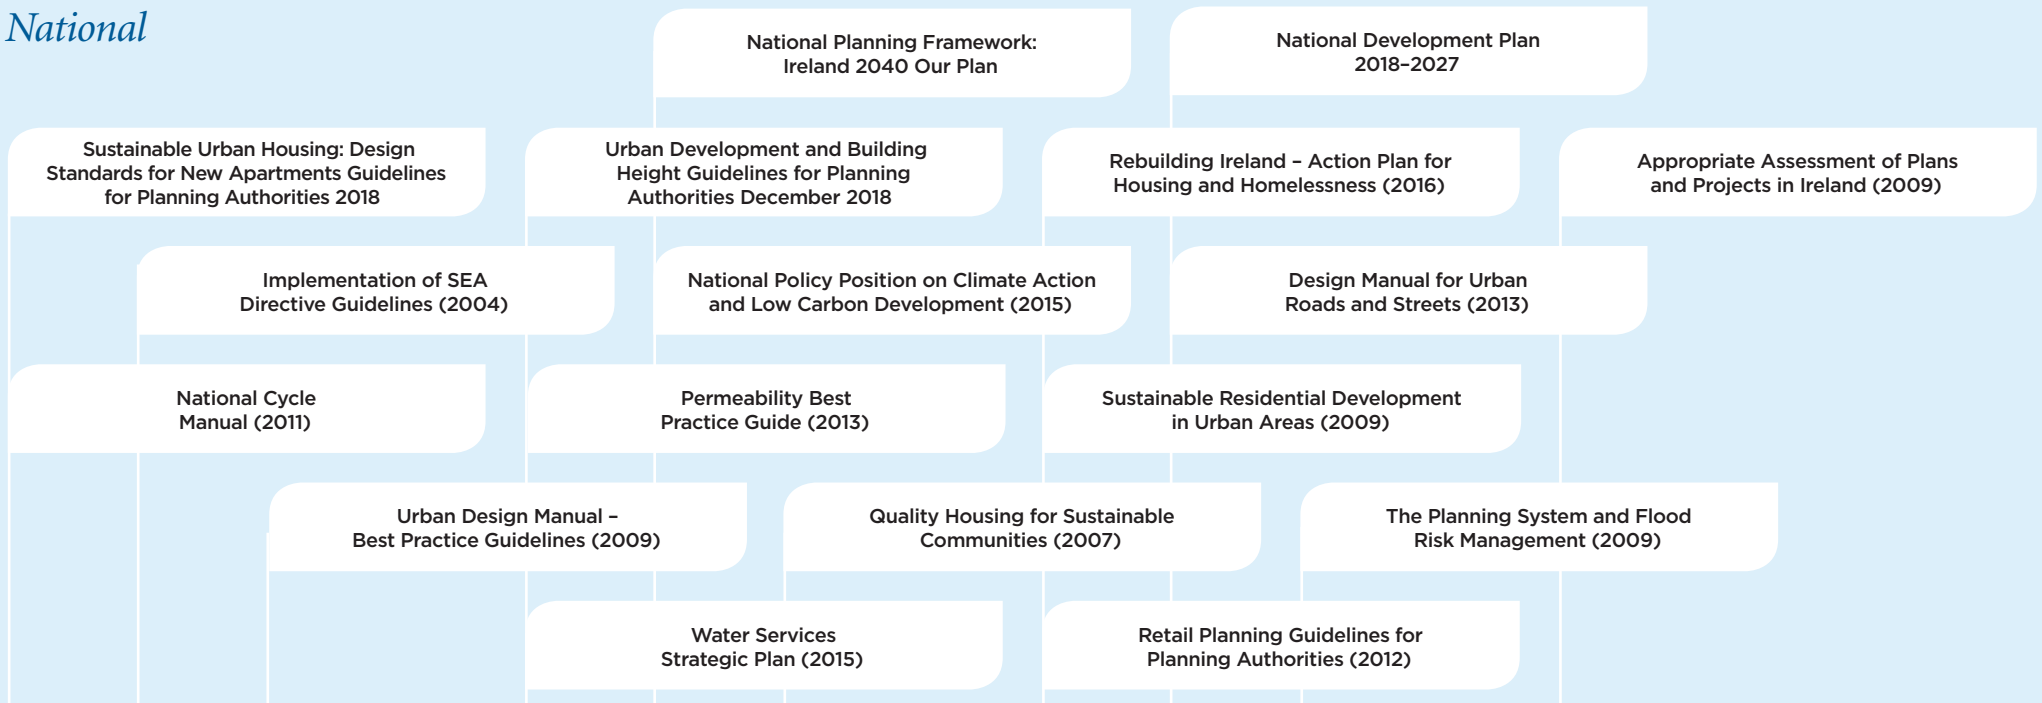 National
National Planning Framework:
Ireland 2040 Our Plan
National Development Plan
2018–2027
Sustainable Urban Housing: Design
Standards for New Apartments Guidelines
for Planning Authorities 2018
Urban Development and Building
Height Guidelines for Planning
Authorities December 2018
Rebuilding Ireland – Action Plan for
Housing and Homelessness (2016)
Appropriate Assessment of Plans
and Projects in Ireland (2009)
Implementation of SEA
Directive Guidelines (2004)
National Policy Position on Climate Action
and Low Carbon Development (2015)
Design Manual for Urban
Roads and Streets (2013)
National Cycle
Manual (2011)
Permeability Best
Practice Guide (2013)
Sustainable Residential Development
in Urban Areas (2009)
Urban Design Manual –
Best Practice Guidelines (2009)
Quality Housing for Sustainable
Communities (2007)
The Planning System and Flood
Risk Management (2009)
Water Services
Strategic Plan (2015)
Retail Planning Guidelines for
Planning Authorities (2012)